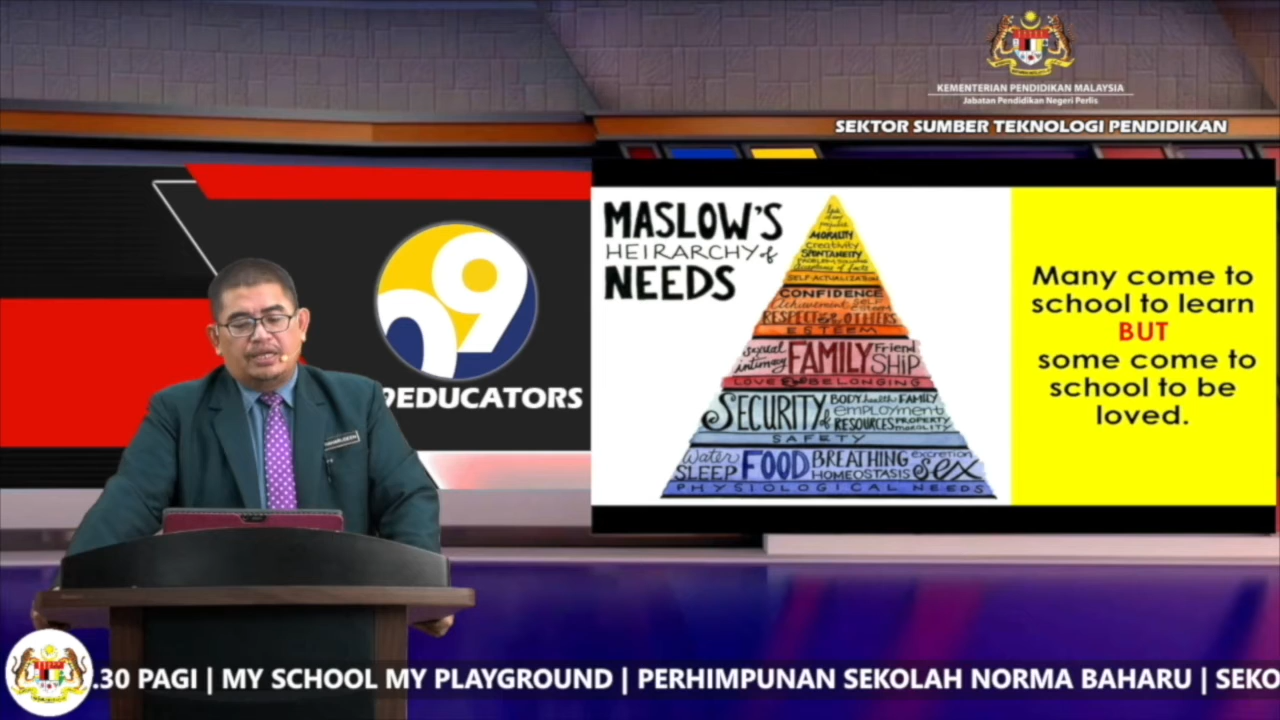 KEMENTERIAN PENDIDIKAN MALAYSIA
Jabatan Pendidikan Negeri Perlis
SEKTOR SUMBER TEKNOLOGI PENDIDIKAN
09
9EDUCATORS
MASLOW'S
HEIRARCHY of
NEEDS
MORALITY
Creativity
SPONTANEITY
SELF ACTUALIZATION
CONFIDENCE
Achievement
RESPECT OTHERS
ESTEEM
sexual intimacy FAMILY FriendSHIP
LOVE BELONGING
SECURITY of BODY health FAMILY
employment
RESOURCES PROPERTY
MORALITY
SAFETY
Water FOOD BREATHING excretion
SLEEP HOMEOSTASIS Sex
PHYSIOLOGICAL NEEDS
Many come to
school to learn
BUT
some come to
school to be
loved.
.30 PAGI | MY SCHOOL MY PLAYGROUND | PERHIMPUNAN SEKOLAH NORMA BAHARU | SEKO